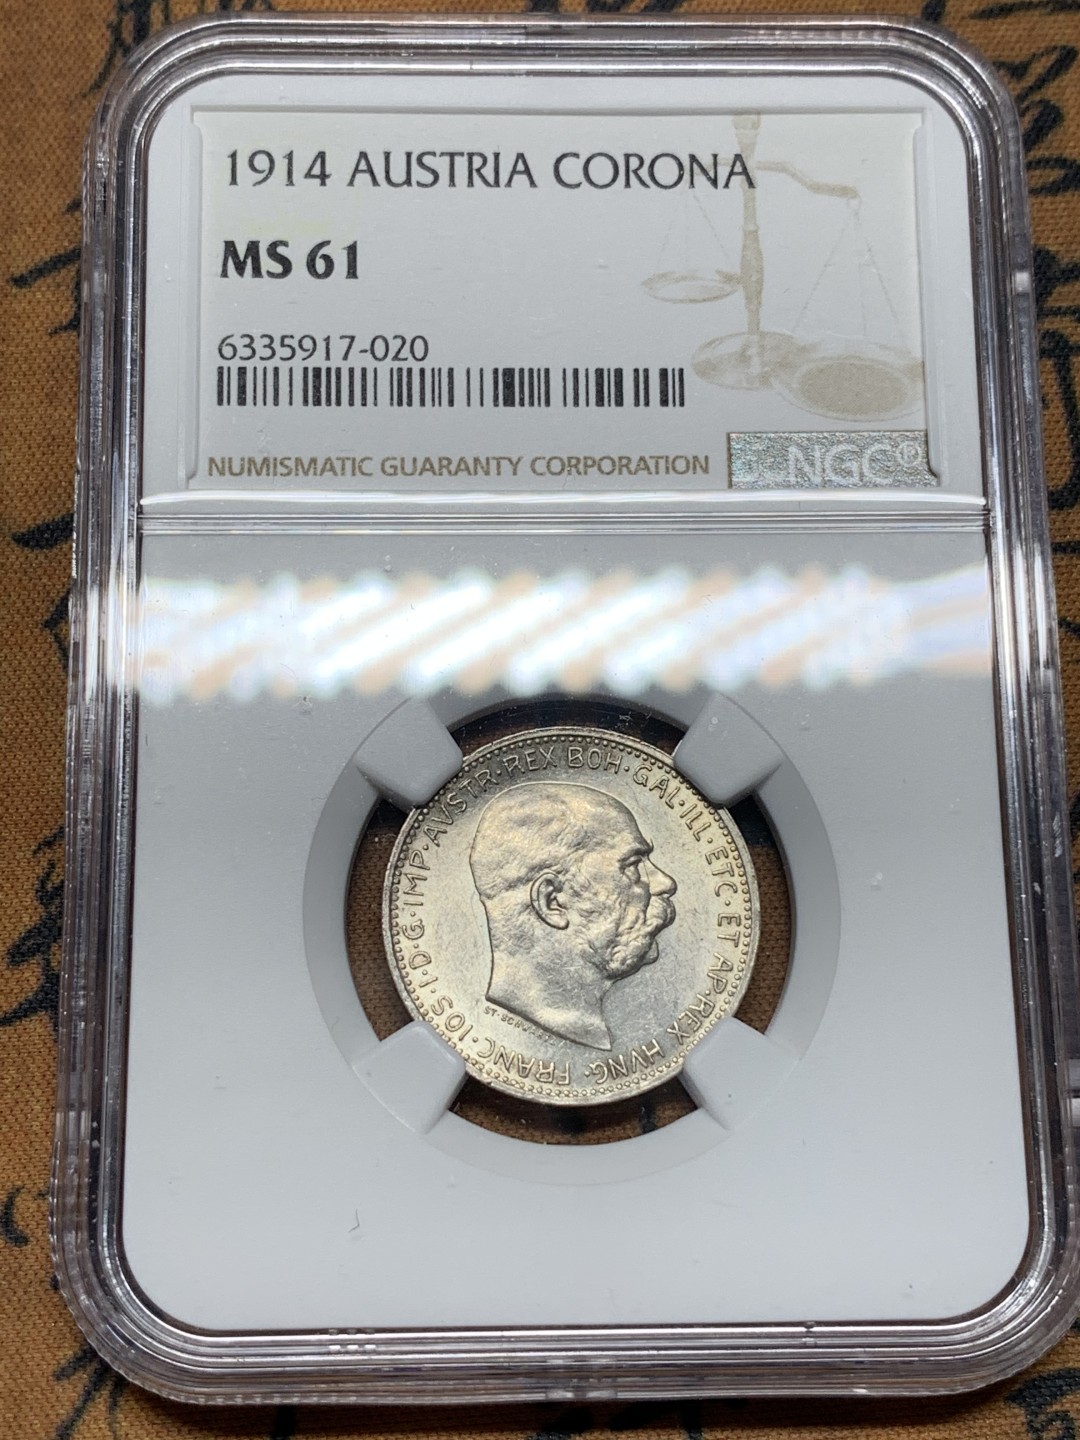 1914 AUSTRIA CORONA
MS 61
6335917-020
NUMISMATIC GUARANTY CORPORATION
NGC®
FRANC·IOS·I·D·G·IMP·AVSTR·REX BOH·GAL·ILL·ETC·ET AP·REX HVNG·